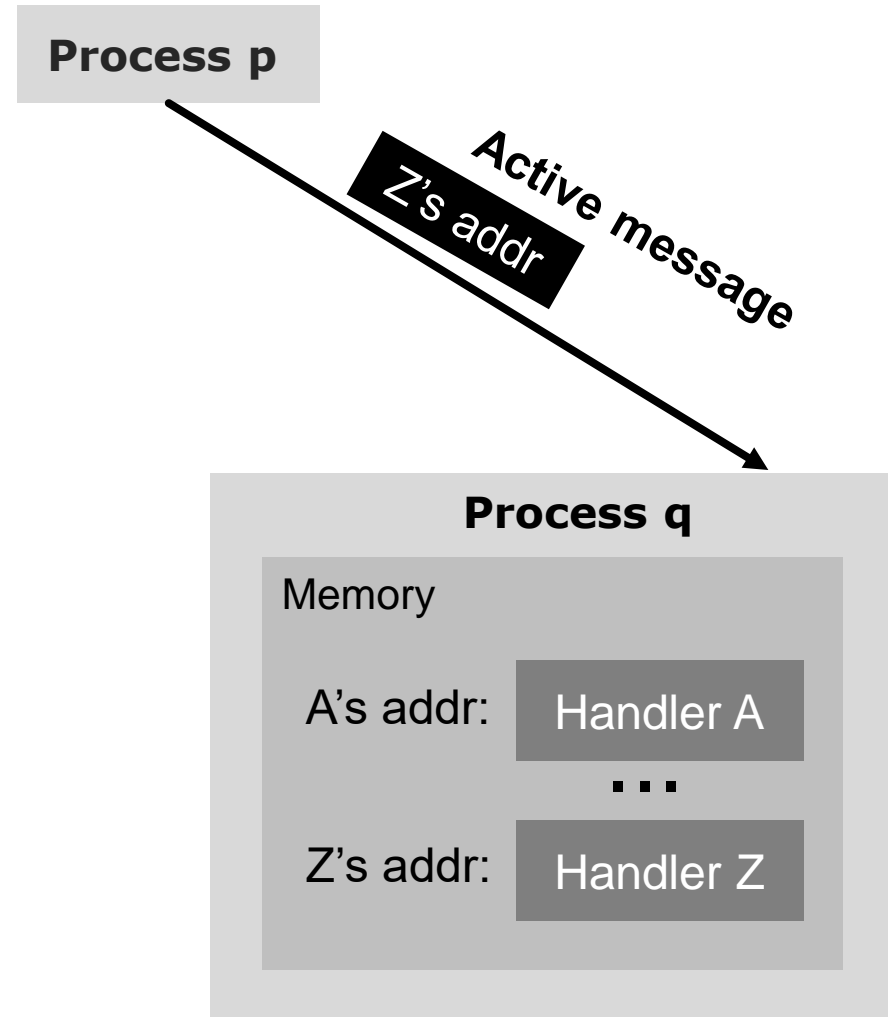 Process p
Active message
Z's addr
Process q
Memory
A's addr:
Handler A
...
Z's addr:
Handler Z